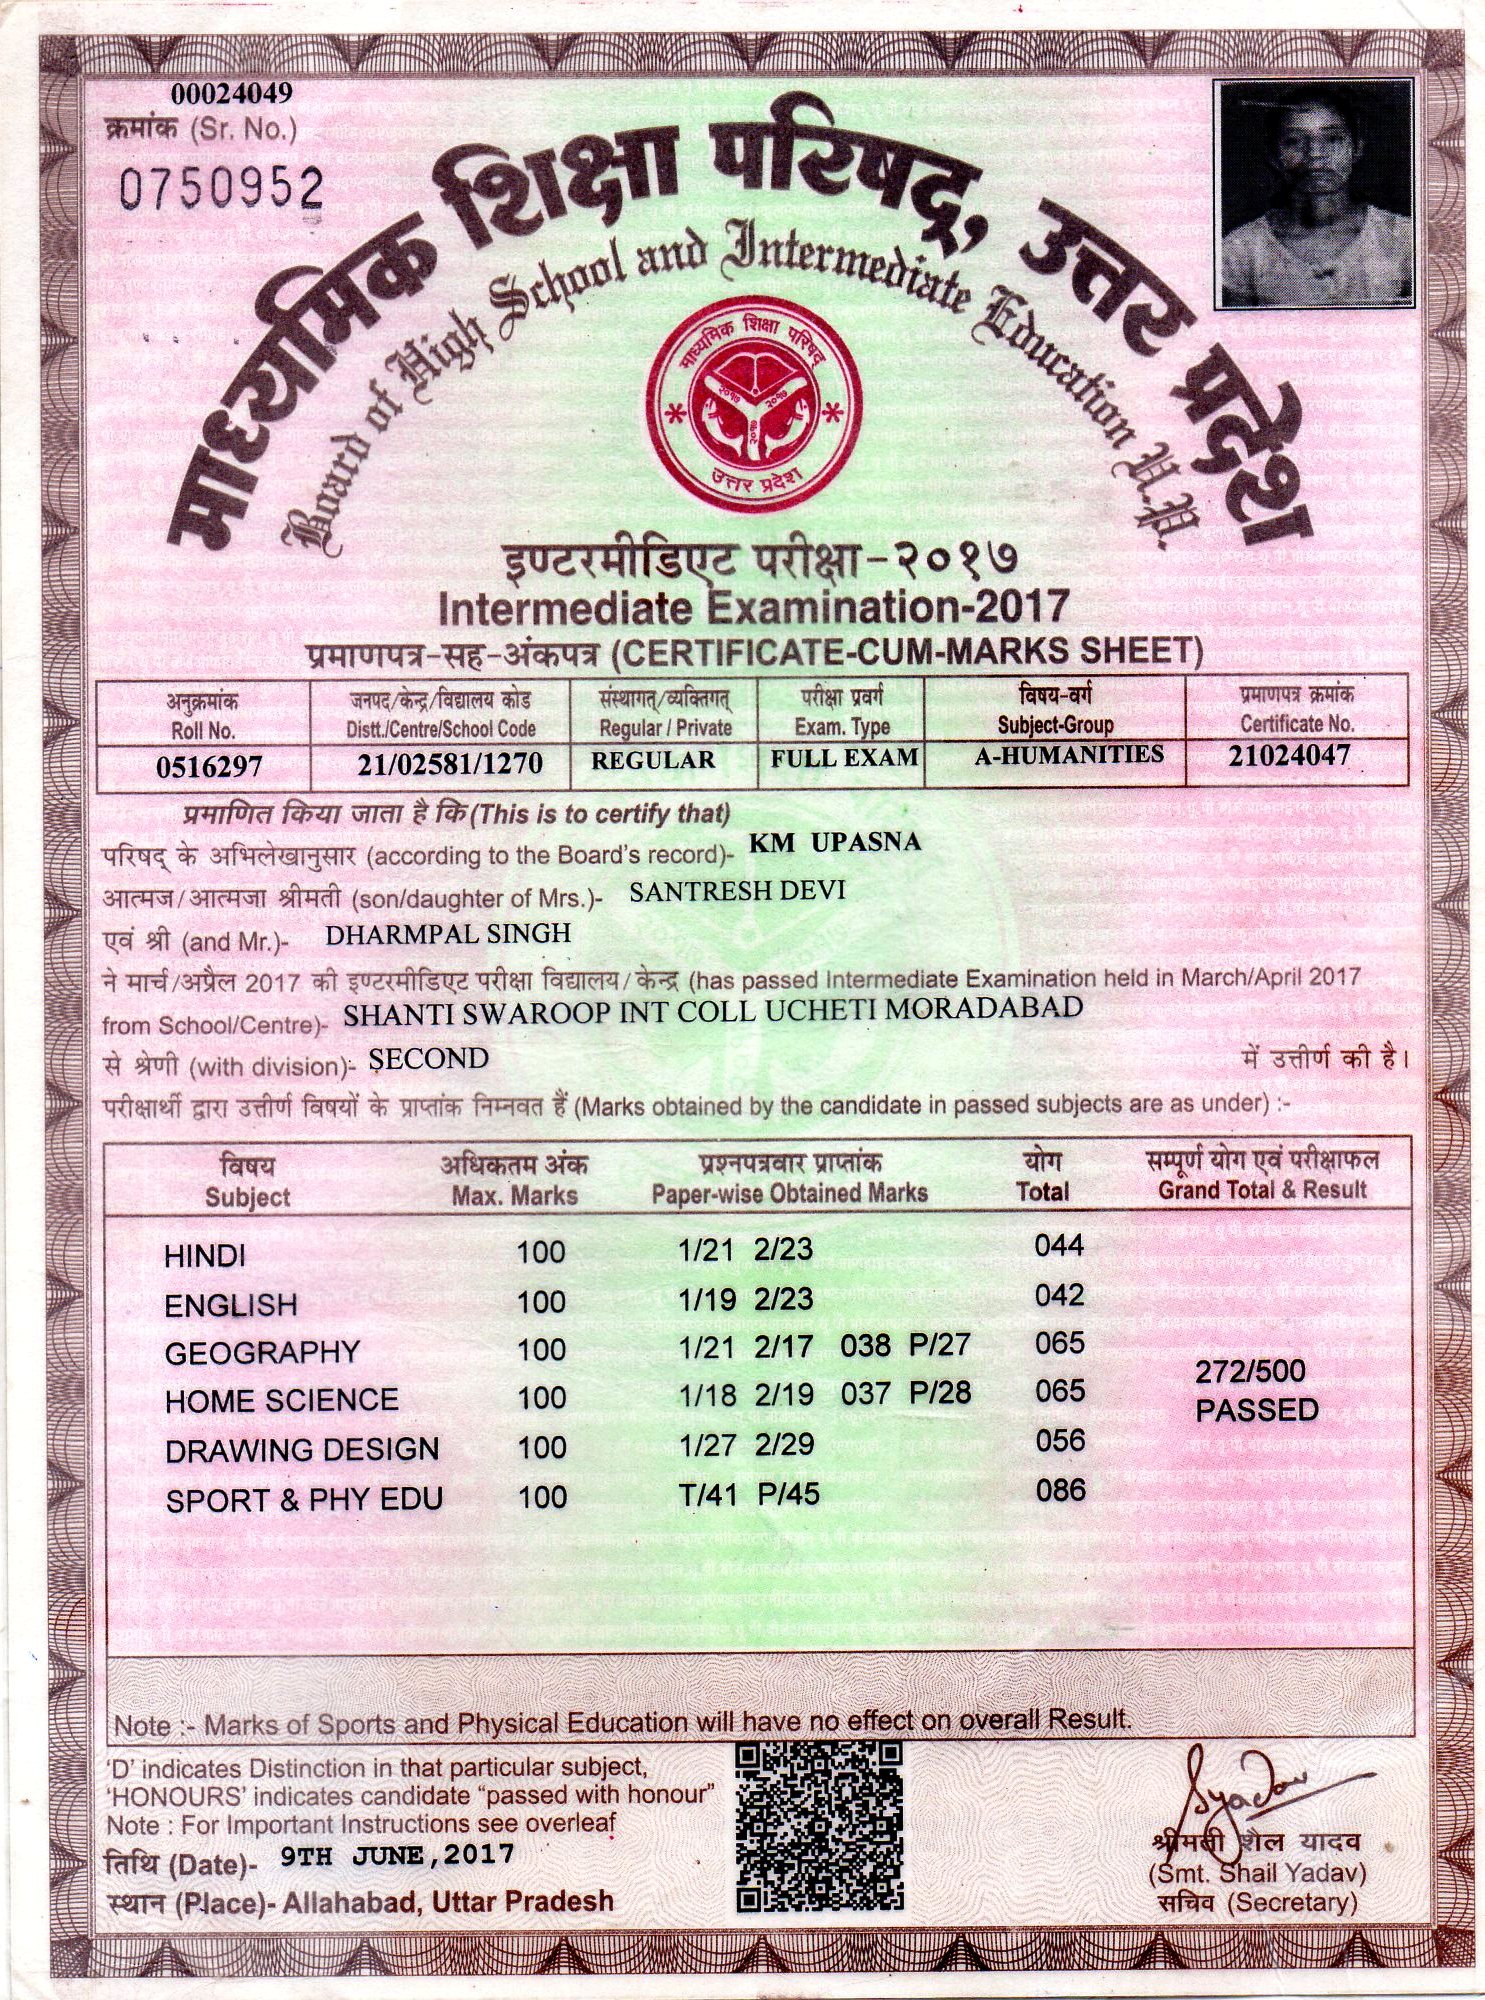 00024049
क्रमांक (Sr. No.)
0750952
माध्यमिक शिक्षा परिषद्, उत्तर प्रदेश
Board of High School and Intermediate Education U.P.
माध्यमिक शिक्षा परिषद्
२०१७ २०१७
२०१७
उत्तर प्रदेश
इण्टरमीडिएट परीक्षा-२०१७
Intermediate Examination-2017
प्रमाणपत्र-सह-अंकपत्र (CERTIFICATE-CUM-MARKS SHEET)
अनुक्रमांक जनपद/केन्द्र/विद्यालय कोड संस्थागत्/व्यक्तिगत् परीक्षा प्रवर्ग विषय-वर्ग प्रमाणपत्र क्रमांक
Roll No. Distt./Centre/School Code Regular / Private Exam. Type Subject-Group Certificate No.
0516297 21/02581/1270 REGULAR FULL EXAM A-HUMANITIES 21024047
प्रमाणित किया जाता है कि (This is to certify that)
परिषद् के अभिलेखानुसार (according to the Board's record)- KM UPASNA
आत्मज/आत्मजा श्रीमती (son/daughter of Mrs.)- SANTRESH DEVI
एवं श्री (and Mr.)- DHARMPAL SINGH
ने मार्च/अप्रैल 2017 की इण्टरमीडिएट परीक्षा विद्यालय/केन्द्र (has passed Intermediate Examination held in March/April 2017
from School/Centre)- SHANTI SWAROOP INT COLL UCHETI MORADABAD
से श्रेणी (with division)- SECOND में उत्तीर्ण की है।
परीक्षार्थी द्वारा उत्तीर्ण विषयों के प्राप्तांक निम्नवत हैं (Marks obtained by the candidate in passed subjects are as under) :-
विषय अधिकतम अंक प्रश्नपत्रवार प्राप्तांक योग सम्पूर्ण योग एवं परीक्षाफल
Subject Max. Marks Paper-wise Obtained Marks Total Grand Total & Result
HINDI 100 1/21 2/23 044
ENGLISH 100 1/19 2/23 042
GEOGRAPHY 100 1/21 2/17 038 P/27 065
HOME SCIENCE 100 1/18 2/19 037 P/28 065
272/500
PASSED
DRAWING DESIGN 100 1/27 2/29 056
SPORT & PHY EDU 100 T/41 P/45 086
Note :- Marks of Sports and Physical Education will have no effect on overall Result.
'D' indicates Distinction in that particular subject,
'HONOURS' indicates candidate "passed with honour"
Note : For Important Instructions see overleaf
तिथि (Date)- 9TH JUNE,2017
स्थान (Place)- Allahabad, Uttar Pradesh
Syadav
श्रीमती शैल यादव
(Smt. Shail Yadav)
सचिव (Secretary)